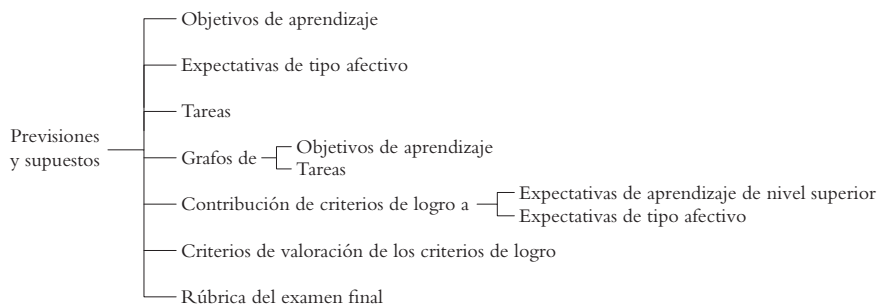 Objetivos de aprendizaje
Expectativas de tipo afectivo
Tareas
Previsiones
y supuestos
Grafos de
Objetivos de aprendizaje
Tareas
Contribución de criterios de logro a
Expectativas de aprendizaje de nivel superior
Expectativas de tipo afectivo
Criterios de valoración de los criterios de logro
Rúbrica del examen final